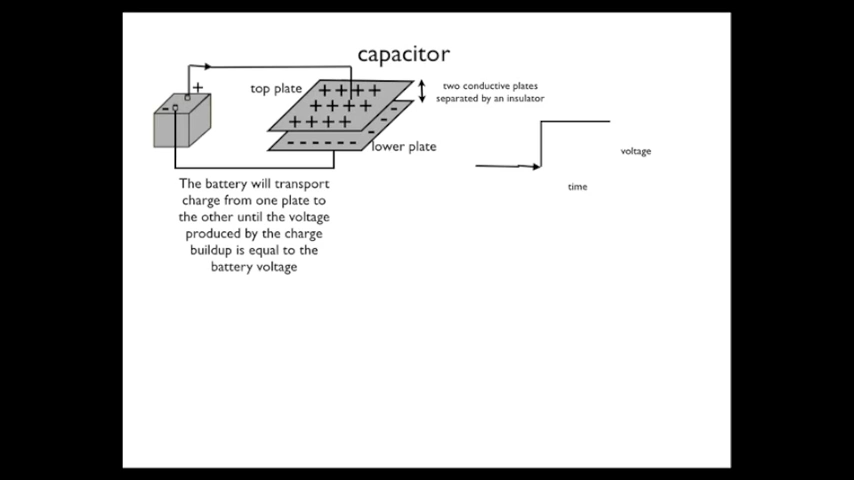 capacitor
+
-
top plate
two conductive plates
separated by an insulator
+ + + +
+ + + +
+ + + +
-
-
-
- - - - - -
lower plate
voltage
time
The battery will transport
charge from one plate to
the other until the voltage
produced by the charge
buildup is equal to the
battery voltage